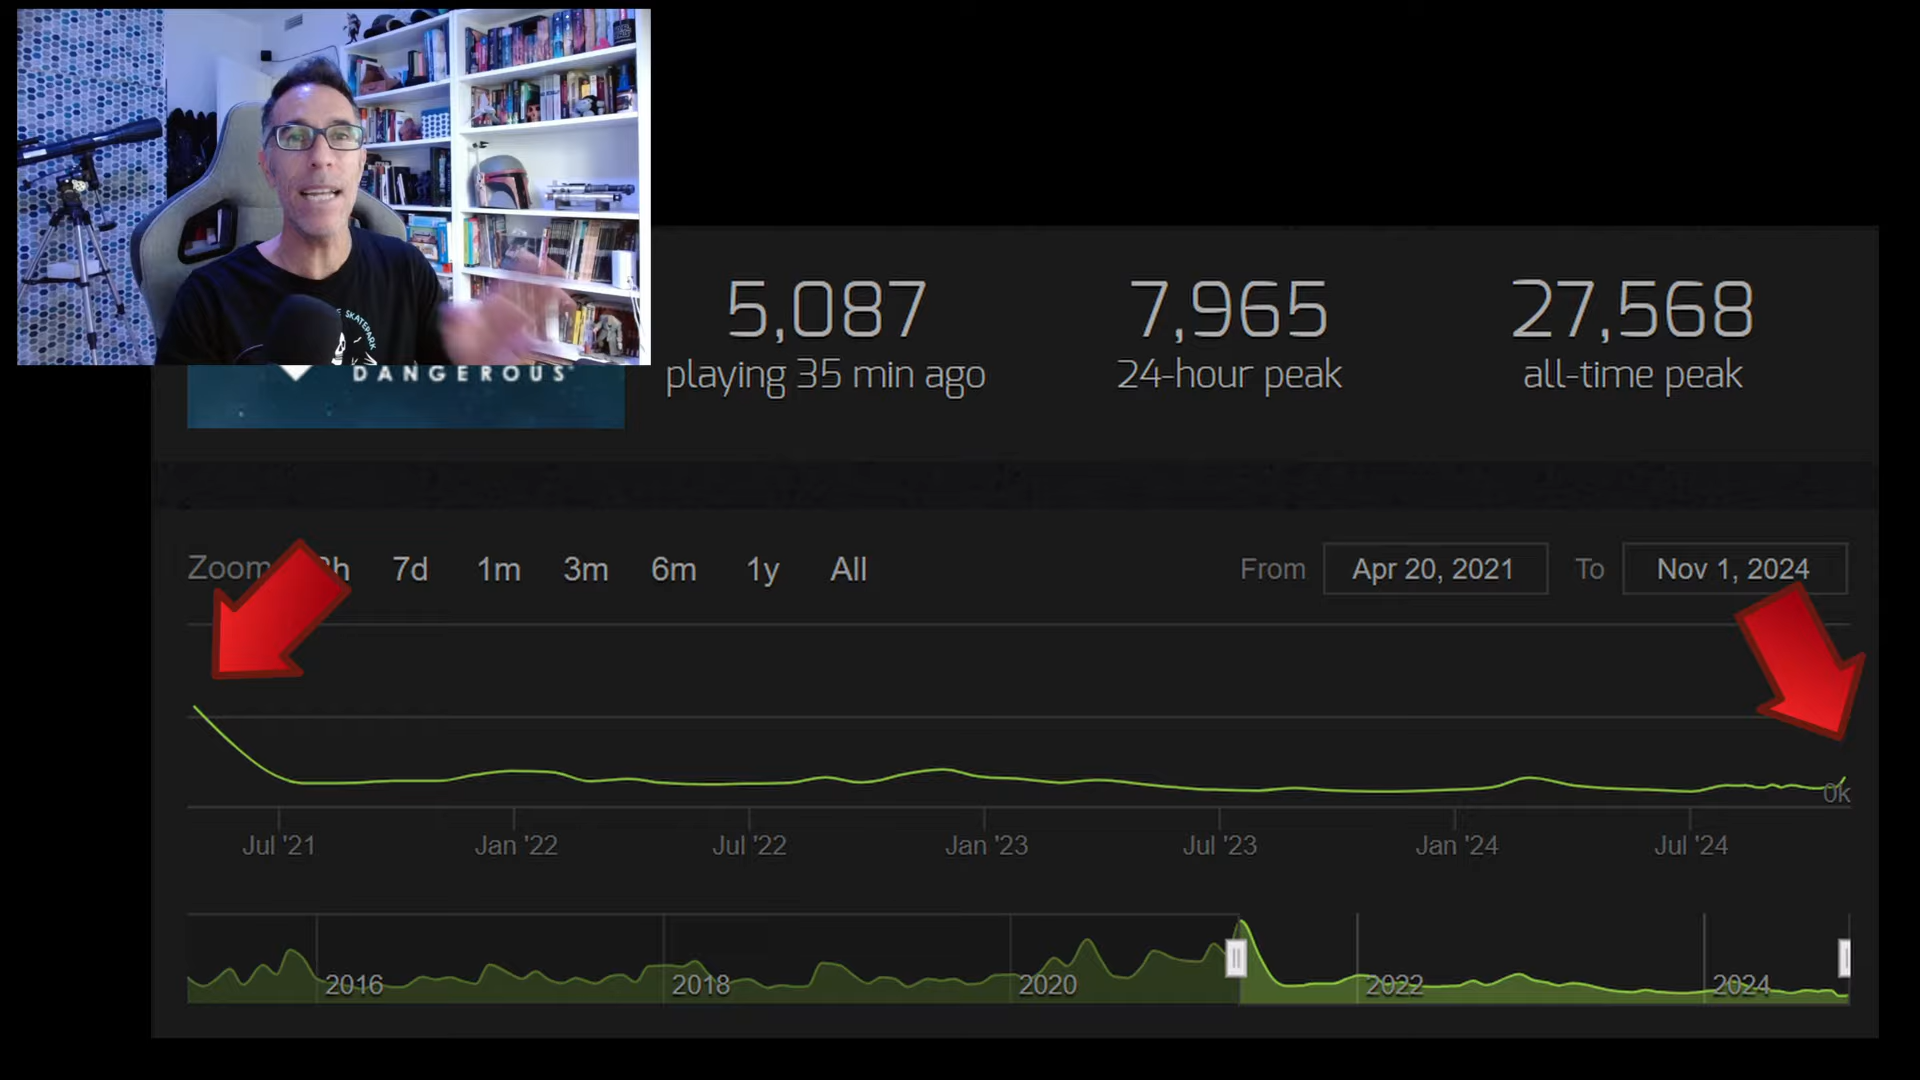 SKATEPARK
DANGEROUS
5,087
playing 35 min ago
7,965
24-hour peak
27,568
all-time peak
Zoom 7d 1m 3m 6m 1y All
From Apr 20, 2021 To Nov 1, 2024
0k
Jul '21 Jan '22 Jul '22 Jan '23 Jul '23 Jan '24 Jul '24
2016 2018 2020 2022 2024